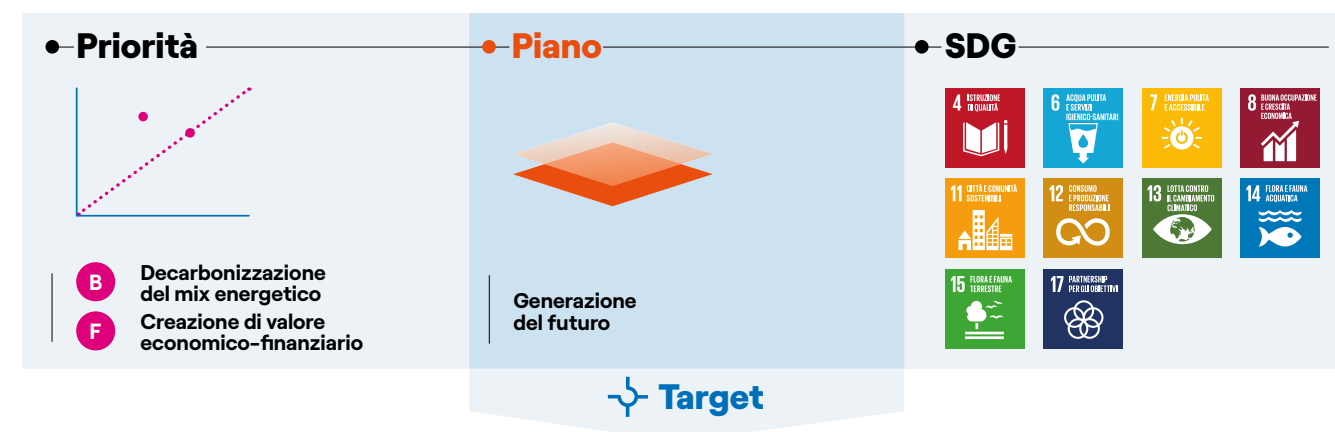 Priorità
Piano
SDG
B
Decarbonizzazione
del mix energetico
F
Creazione di valore
economico-finanziario
Generazione
del futuro
4 ISTRUZIONE
DI QUALITÀ
6 ACQUA PULITA
E SERVIZI
IGIENICO-SANITARI
7 ENERGIA PULITA
E ACCESSIBILE
8 BUONA OCCUPAZIONE
E CRESCITA
ECONOMICA
11 CITTÀ E COMUNITÀ
SOSTENIBILI
12 CONSUMO
E PRODUZIONE
RESPONSABILI
13 LOTTA CONTRO
IL CAMBIAMENTO
CLIMATICO
14 FLORA E FAUNA
ACQUATICA
15 FLORA E FAUNA
TERRESTRE
17 PARTNERSHIP
PER GLI OBIETTIVI
Target